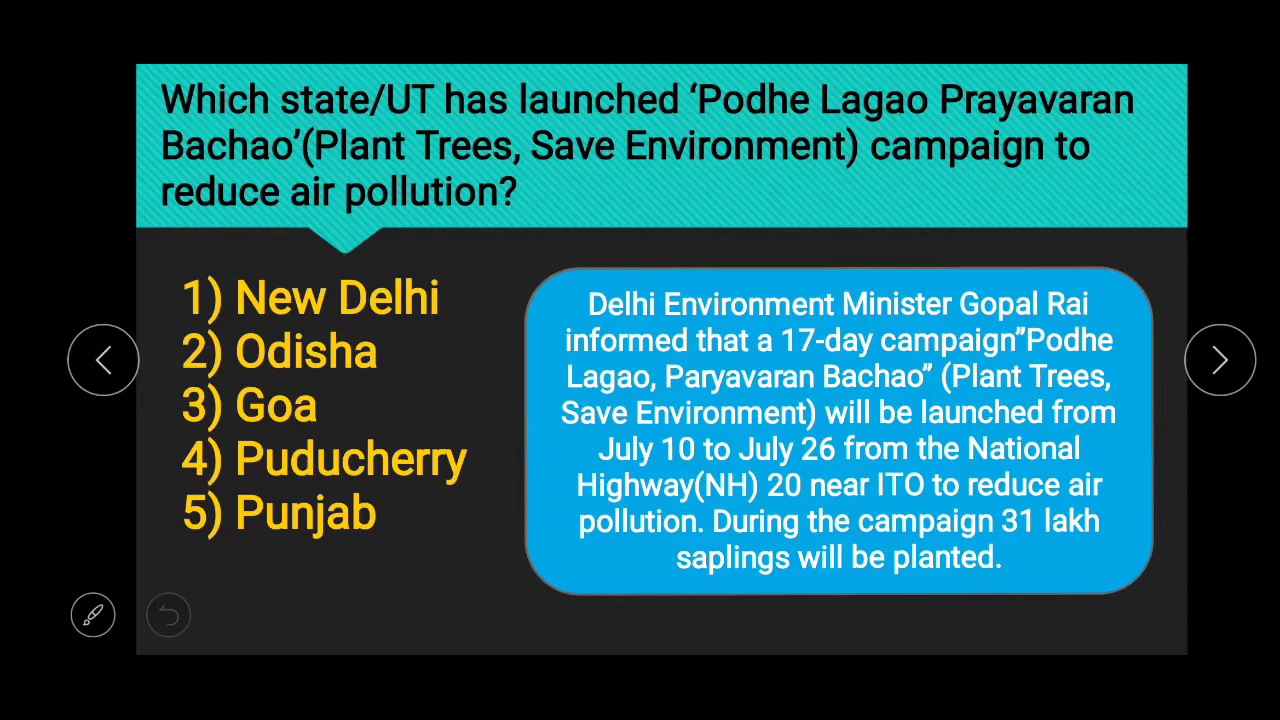 Which state/UT has launched ‘Podhe Lagao Prayavaran
Bachao’(Plant Trees, Save Environment) campaign to
reduce air pollution?
1) New Delhi
2) Odisha
3) Goa
4) Puducherry
5) Punjab
Delhi Environment Minister Gopal Rai
informed that a 17-day campaign”Podhe
Lagao, Paryavaran Bachao” (Plant Trees,
Save Environment) will be launched from
July 10 to July 26 from the National
Highway(NH) 20 near ITO to reduce air
pollution. During the campaign 31 lakh
saplings will be planted.